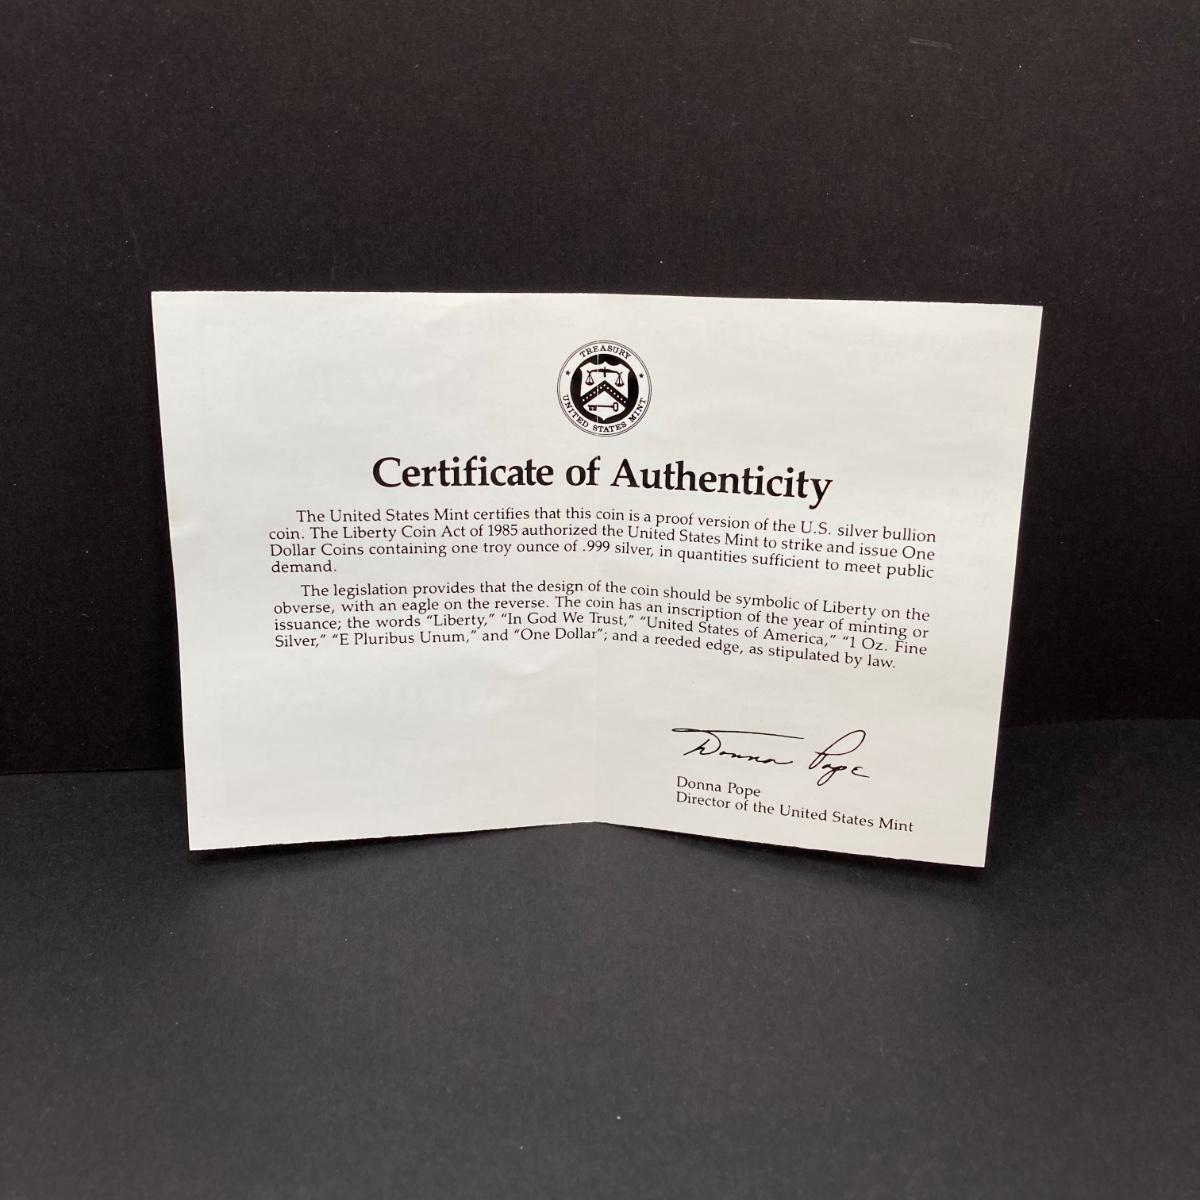 TREASURY
UNITED STATES MINT
Certificate of Authenticity
The United States Mint certifies that this coin is a proof version of the U.S. silver bullion
coin. The Liberty Coin Act of 1985 authorized the United States Mint to strike and issue One
Dollar Coins containing one troy ounce of .999 silver, in quantities sufficient to meet public
demand.
The legislation provides that the design of the coin should be symbolic of Liberty on the
obverse, with an eagle on the reverse. The coin has an inscription of the year of minting or
issuance; the words “Liberty,” “In God We Trust,” “United States of America,” “1 Oz. Fine
Silver,” “E Pluribus Unum,” and “One Dollar”; and a reeded edge, as stipulated by law.
Donna Pope
Donna Pope
Director of the United States Mint